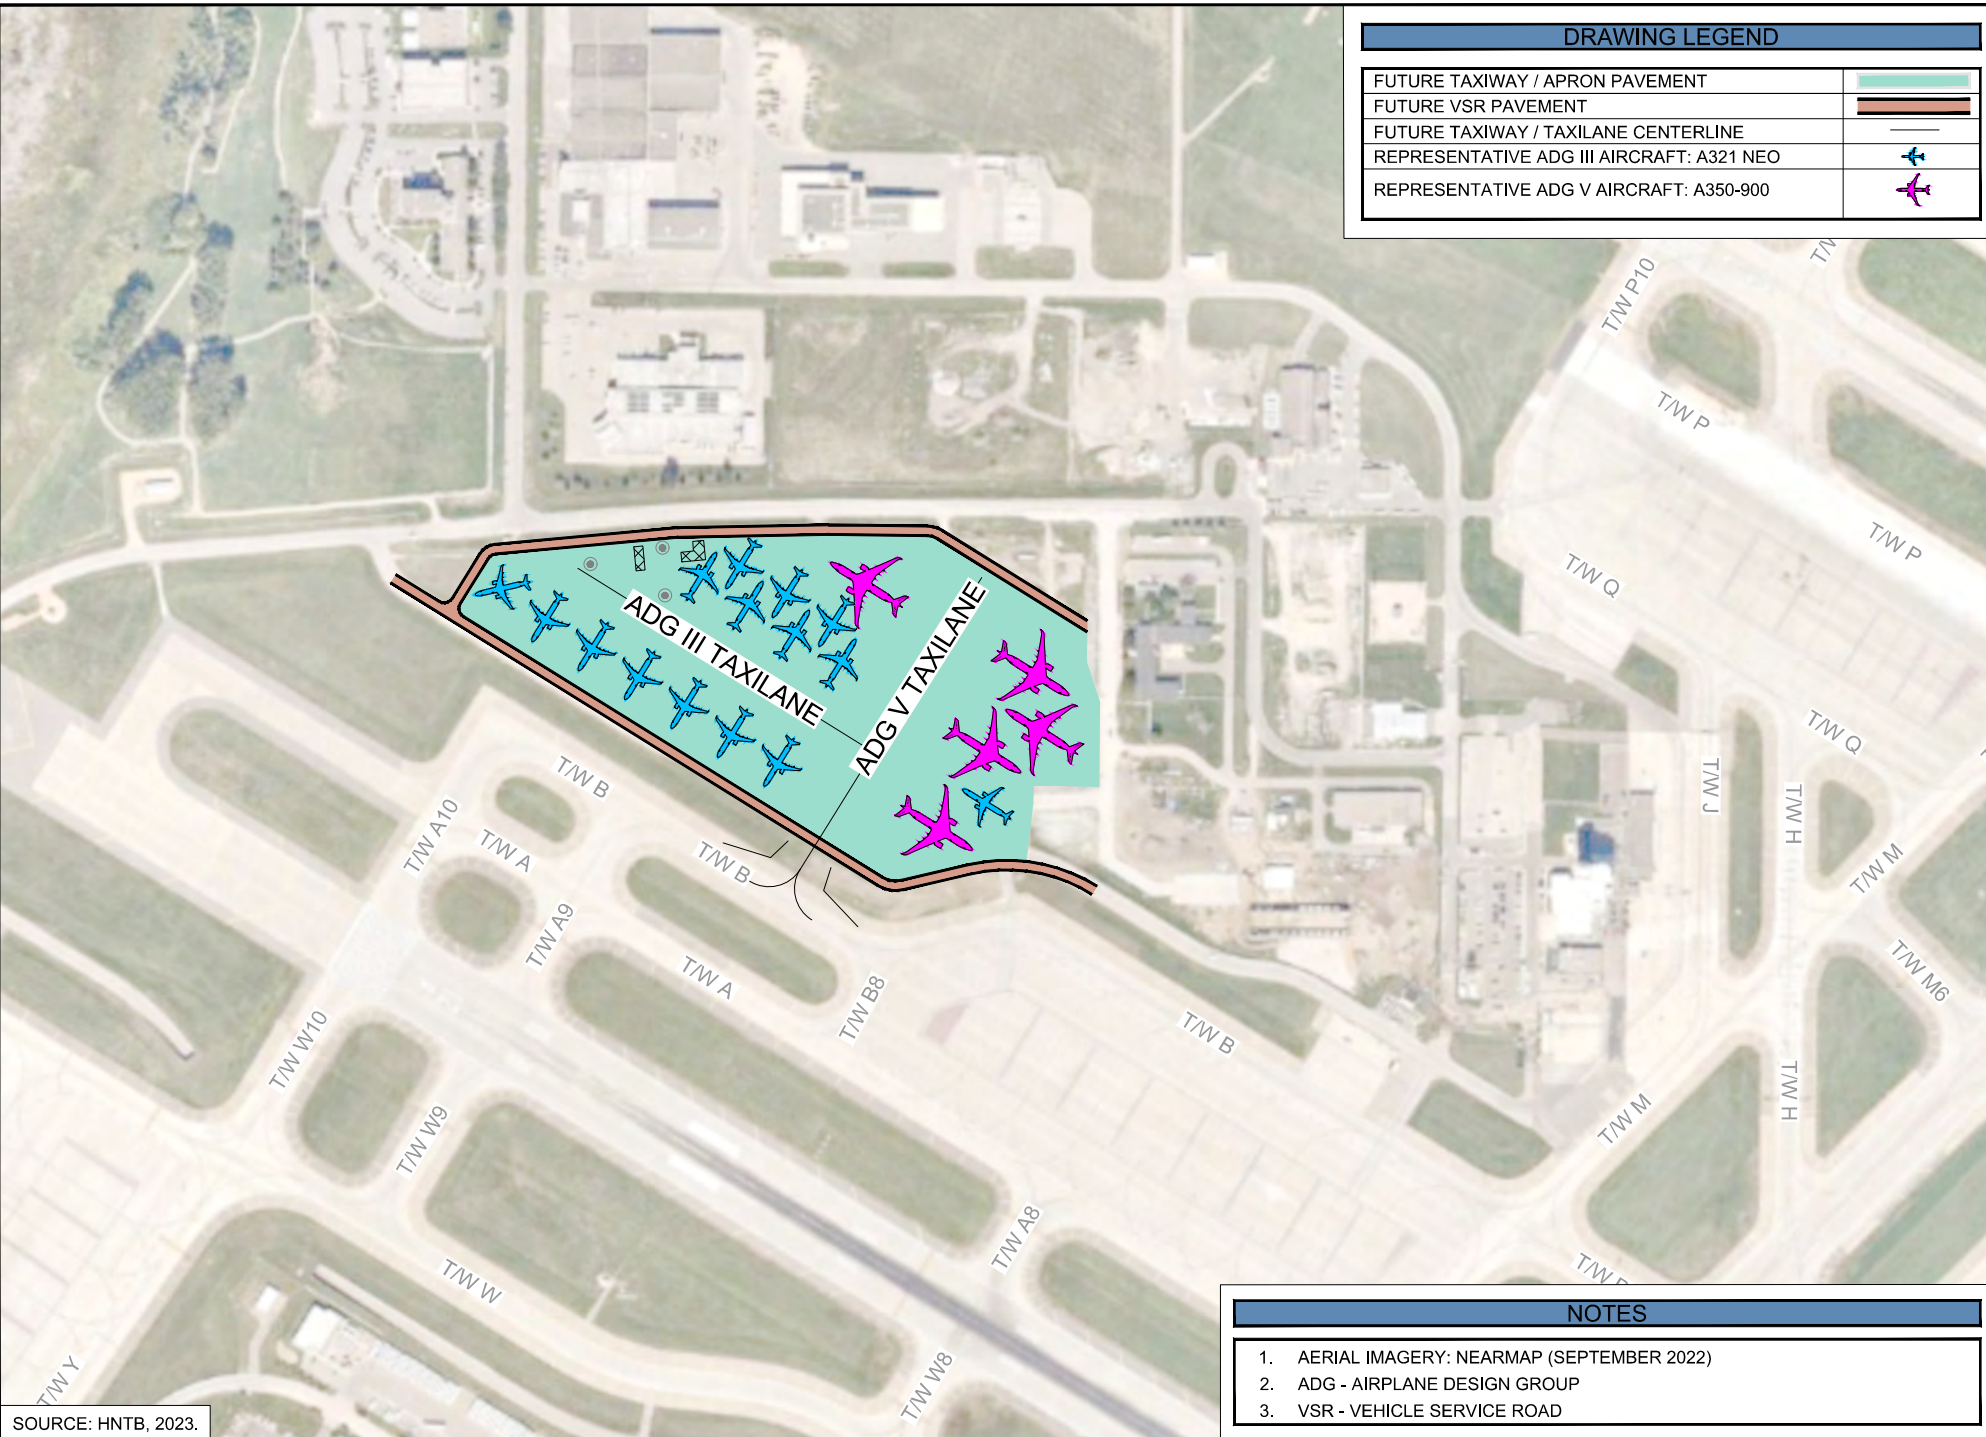 DRAWING LEGEND
FUTURE TAXIWAY / APRON PAVEMENT
FUTURE VSR PAVEMENT
FUTURE TAXIWAY / TAXILANE CENTERLINE
REPRESENTATIVE ADG III AIRCRAFT: A321 NEO
REPRESENTATIVE ADG V AIRCRAFT: A350-900
T/W
T/W P10
T/W P
T/W P
T/W Q
ADG III TAXILANE
ADG V TAXILANE
T/W Q
T/W B
T/W J
T/W H
T/W A10
T/W A
T/W B
T/W M
T/W A9
T/W A
T/W M6
T/W B8
T/W B
T/W W10
T/W H
T/W M
T/W W9
T/W A8
T/W W
T/W
T/W Y
T/W W8
NOTES
1. AERIAL IMAGERY: NEARMAP (SEPTEMBER 2022)
2. ADG - AIRPLANE DESIGN GROUP
3. VSR - VEHICLE SERVICE ROAD
SOURCE: HNTB, 2023.